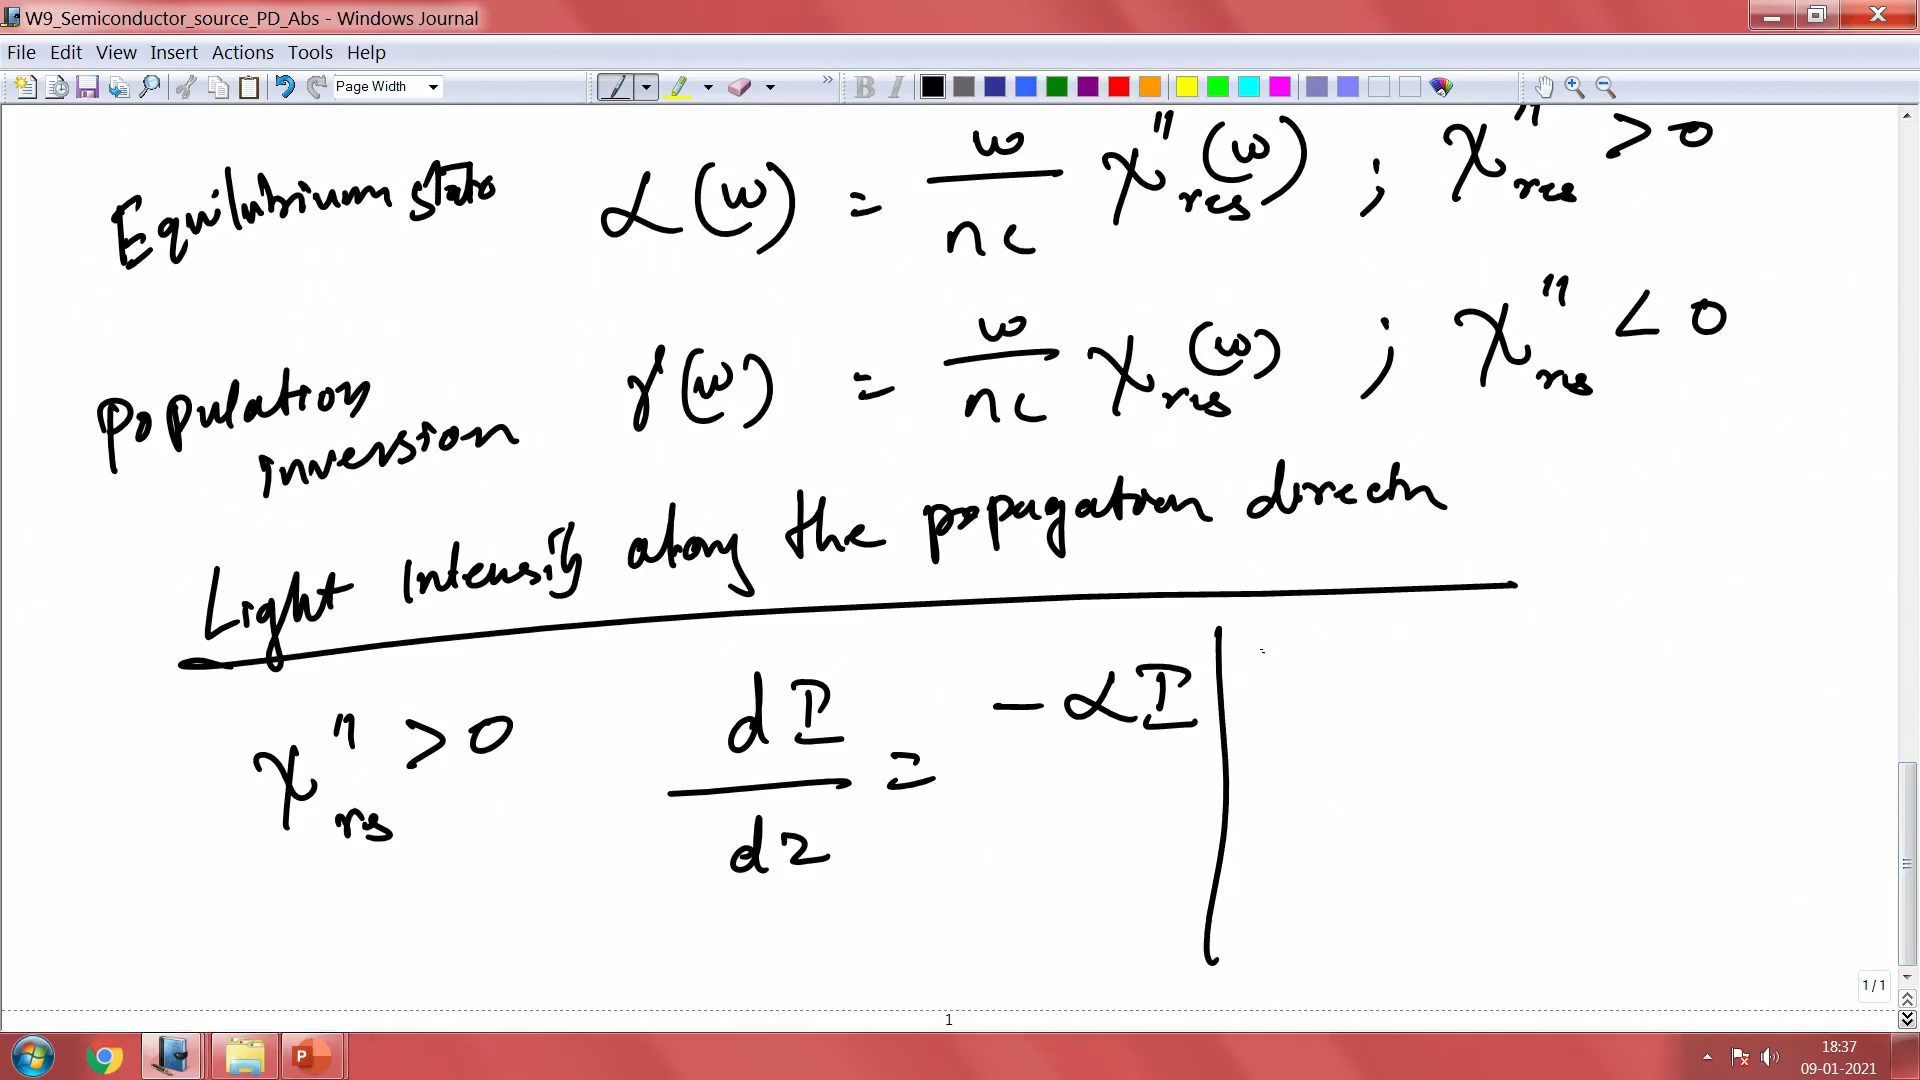 W9_Semiconductor_source_PD_Abs - Windows Journal
File Edit View Insert Actions Tools Help
Page Width
B I
Equilibrium state α(ω) = ω/nc χ''res(ω) ; χ''res > 0
Population inversion γ(ω) = ω/nc χres(ω) ; χ''res < 0
Light intensity along the propagation directn
χ''rs > 0 dI/dz = - αI
1 / 1
1
P
18:37
09-01-2021